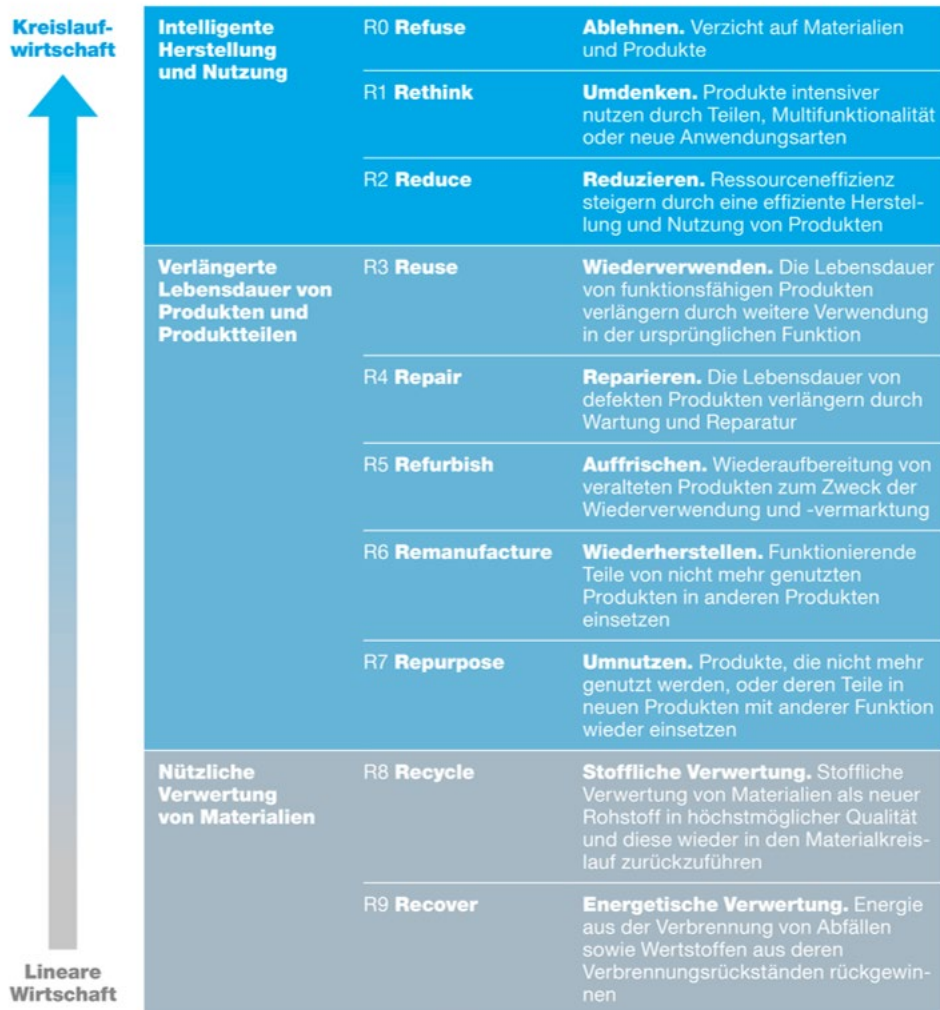 Kreislauf-
wirtschaft
Intelligente
Herstellung
und Nutzung
R0 Refuse
Ablehnen. Verzicht auf Materialien
und Produkte
R1 Rethink
Umdenken. Produkte intensiver
nutzen durch Teilen, Multifunktionalität
oder neue Anwendungsarten
R2 Reduce
Reduzieren. Ressourceneffizienz
steigern durch eine effiziente Herstel-
lung und Nutzung von Produkten
Verlängerte
Lebensdauer von
Produkten und
Produktteilen
R3 Reuse
Wiederverwenden. Die Lebensdauer
von funktionsfähigen Produkten
verlängern durch weitere Verwendung
in der ursprünglichen Funktion
R4 Repair
Reparieren. Die Lebensdauer von
defekten Produkten verlängern durch
Wartung und Reparatur
R5 Refurbish
Auffrischen. Wiederaufbereitung von
veralteten Produkten zum Zweck der
Wiederverwendung und -vermarktung
R6 Remanufacture
Wiederherstellen. Funktionierende
Teile von nicht mehr genutzten
Produkten in anderen Produkten
einsetzen
R7 Repurpose
Umnutzen. Produkte, die nicht mehr
genutzt werden, oder deren Teile in
neuen Produkten mit anderer Funktion
wieder einsetzen
Nützliche
Verwertung
von Materialien
R8 Recycle
Stoffliche Verwertung. Stoffliche
Verwertung von Materialien als neuer
Rohstoff in höchstmöglicher Qualität
und diese wieder in den Materialkreis-
lauf zurückzuführen
R9 Recover
Energetische Verwertung. Energie
aus der Verbrennung von Abfällen
sowie Wertstoffen aus deren
Verbrennungsrückständen rückgewin-
nen
Lineare
Wirtschaft